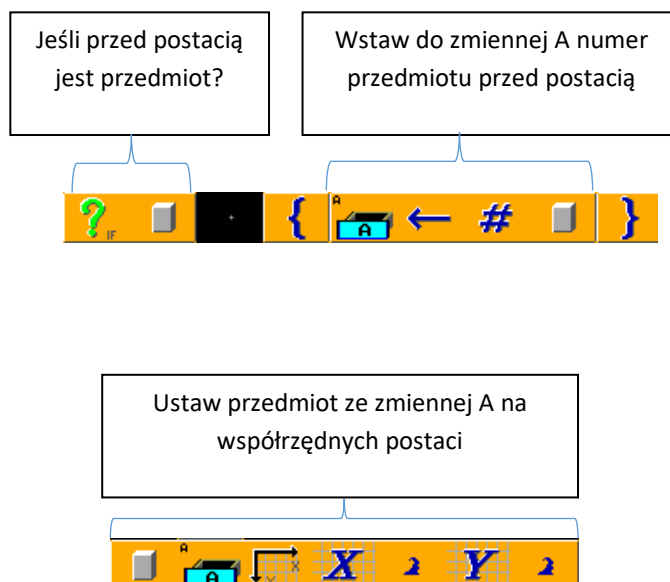 Jeśli przed postacią
jest przedmiot?
Wstaw do zmiennej A numer
przedmiotu przed postacią
? IF { A A ← # }
Ustaw przedmiot ze zmiennej A na
współrzędnych postaci
A A X Y X Y